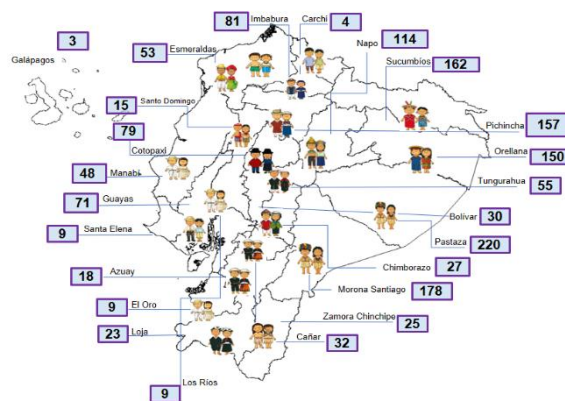 81
Imbabura
Carchi
4
3
Galápagos
53
Esmeraldas
Napo
114
Sucumbíos
162
15
Santo Domingo
79
Cotopaxi
Pichincha
157
48
Manabí
Orellana
150
71
Guayas
Tungurahua
55
9
Santa Elena
Bolívar
30
Pastaza
220
18
Azuay
Chimborazo
27
Morona Santiago
178
9
El Oro
Zamora Chinchipe
25
23
Loja
Cañar
32
Los Ríos
9